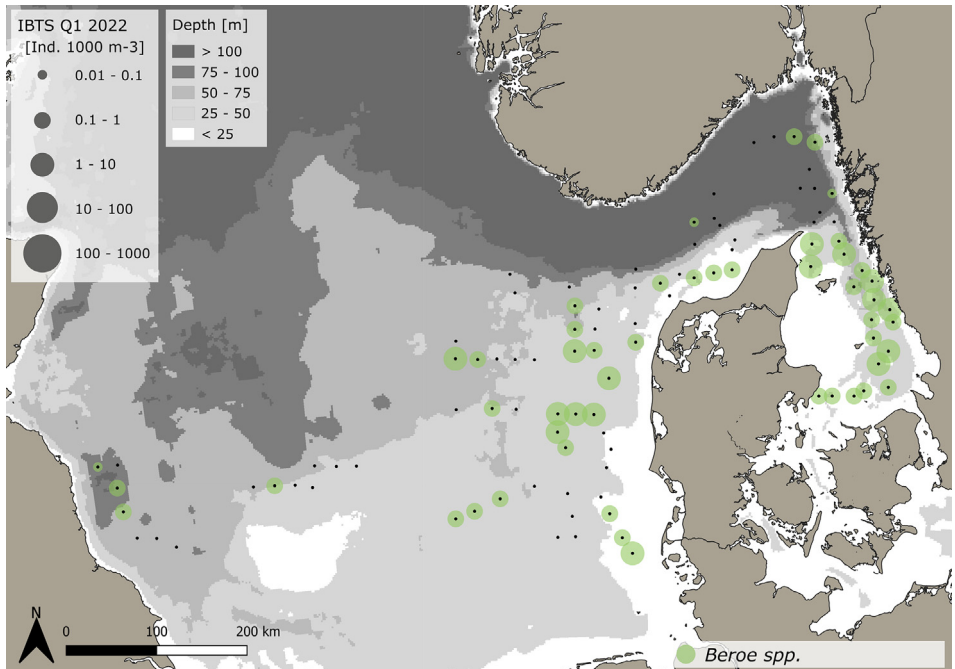 IBTS Q1 2022
[Ind. 1000 m-3]
0.01 - 0.1
0.1 - 1
1 - 10
10 - 100
100 - 1000
Depth [m]
> 100
75 - 100
50 - 75
25 - 50
< 25
N
0 100 200 km
Beroe spp.